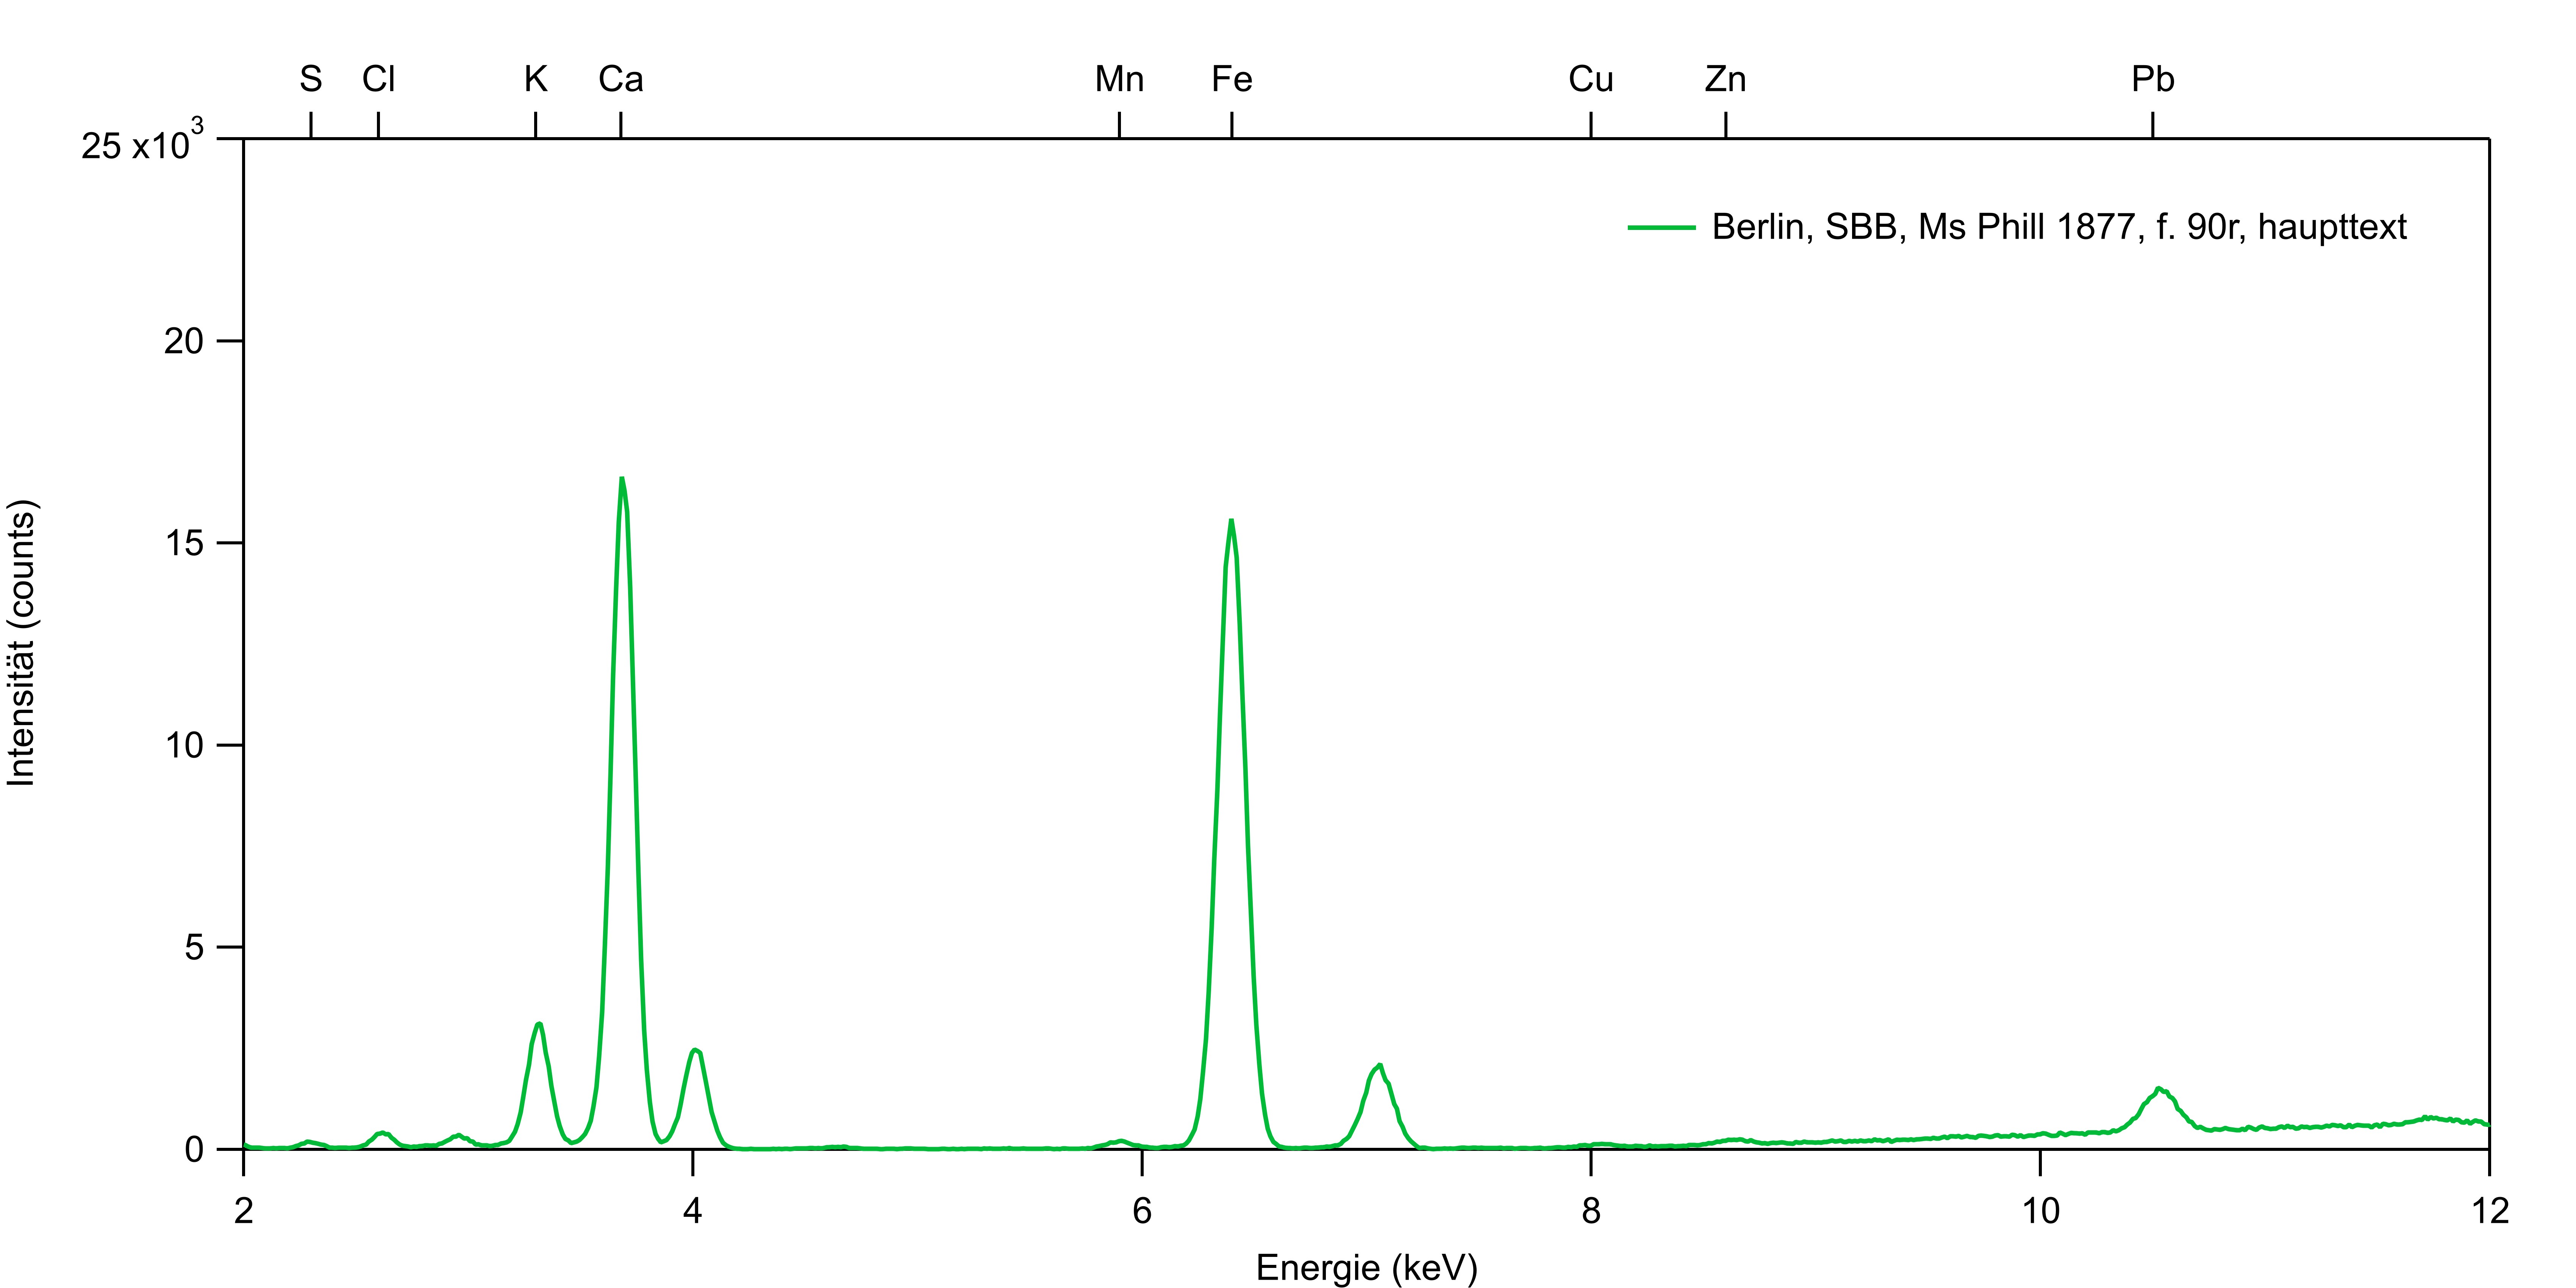 S Cl K Ca Mn Fe Cu Zn Pb
25 x10³
Berlin, SBB, Ms Phill 1877, f. 90r, haupttext
20
15
10
5
0
Intensität (counts)
2 4 6 8 10 12
Energie (keV)